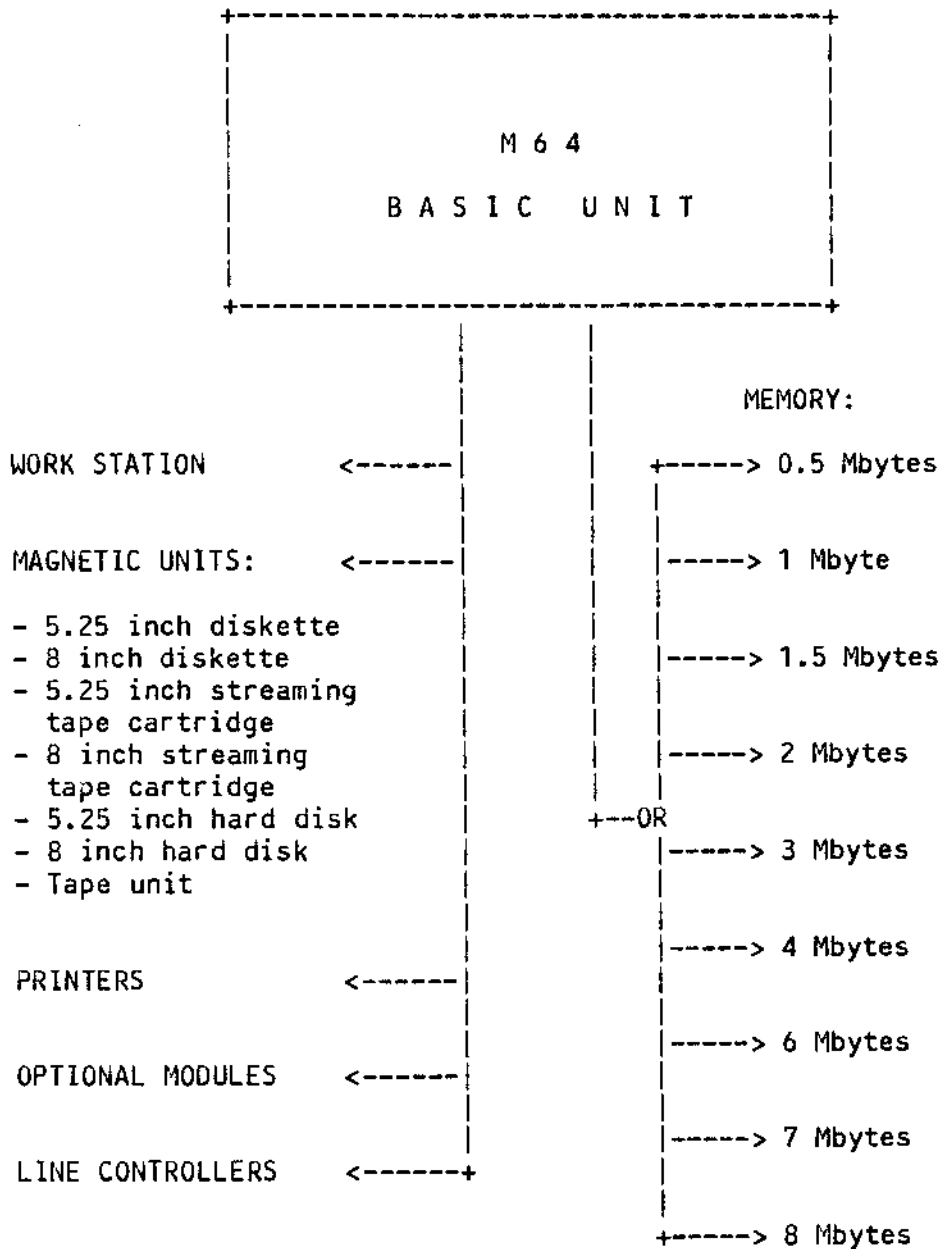 M 6 4
B A S I C   U N I T
MEMORY:
WORK STATION
MAGNETIC UNITS:
- 5.25 inch diskette
- 8 inch diskette
- 5.25 inch streaming
tape cartridge
- 8 inch streaming
tape cartridge
- 5.25 inch hard disk
- 8 inch hard disk
- Tape unit
PRINTERS
OPTIONAL MODULES
LINE CONTROLLERS
OR
0.5 Mbytes
1 Mbyte
1.5 Mbytes
2 Mbytes
3 Mbytes
4 Mbytes
6 Mbytes
7 Mbytes
8 Mbytes